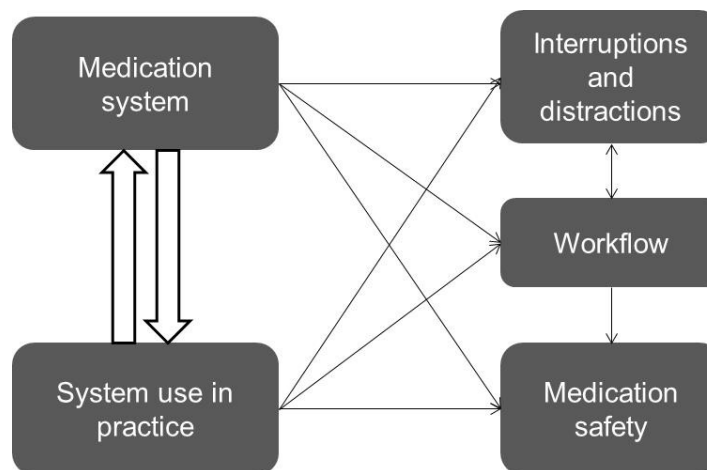 Medication
system
Interruptions
and
distractions
Workflow
System use in
practice
Medication
safety